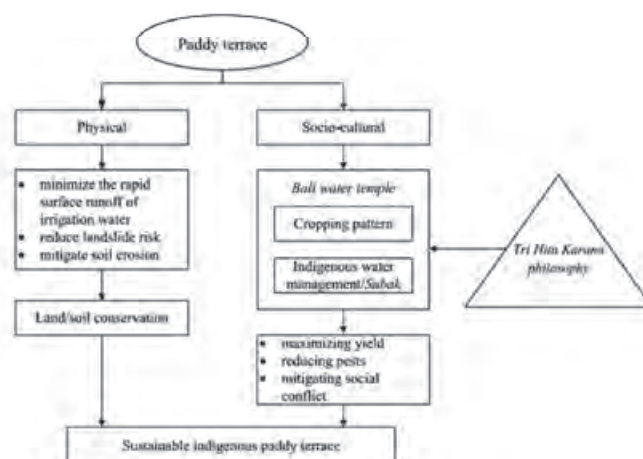 Paddy terrace
Physical
Socio-cultural
• minimize the rapid
surface runoff of
irrigation water
• reduce landslide risk
• mitigate soil erosion
Bali water temple
Cropping pattern
Indigenous water
management/Subak
Tri Hita Karana
philosophy
Land/soil conservation
• maximizing yield
• reducing pests
• mitigating social
conflict
Sustainable indigenous paddy terrace